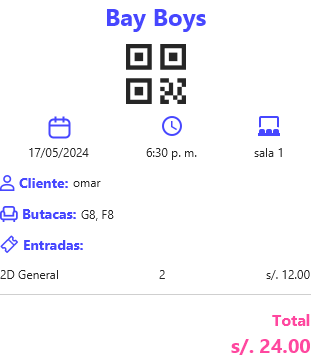 Bay Boys
17/05/2024 6:30 p. m. sala 1
Cliente: omar
Butacas: G8, F8
Entradas:
2D General 2 s/. 12.00
Total
s/. 24.00